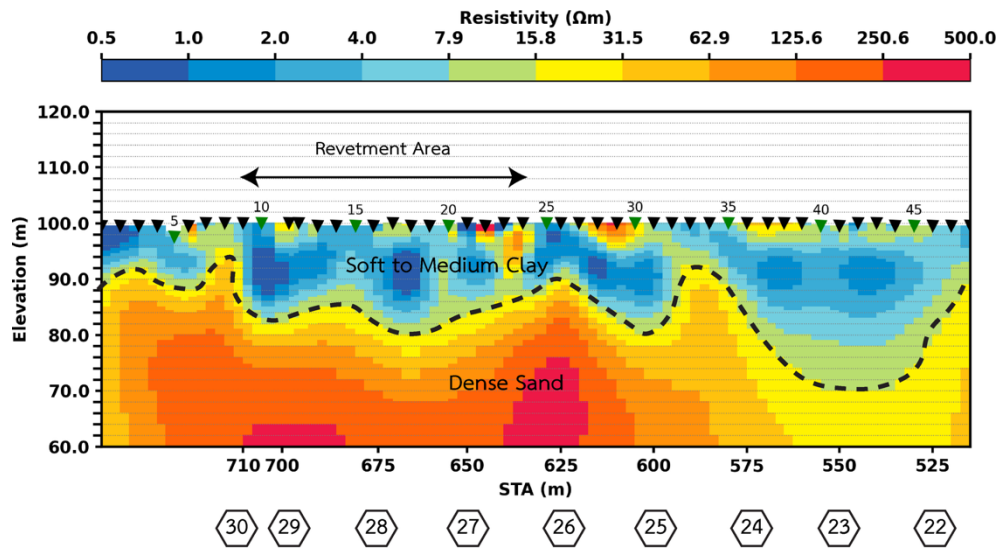 Resistivity (Ωm)
0.5 1.0 2.0 4.0 7.9 15.8 31.5 62.9 125.6 250.6 500.0
120.0
110.0
100.0
90.0
80.0
70.0
60.0
Elevation (m)
Revetment Area
5 10 15 20 25 30 35 40 45
Soft to Medium Clay
Dense Sand
710 700 675 650 625 600 575 550 525
STA (m)
30 29 28 27 26 25 24 23 22